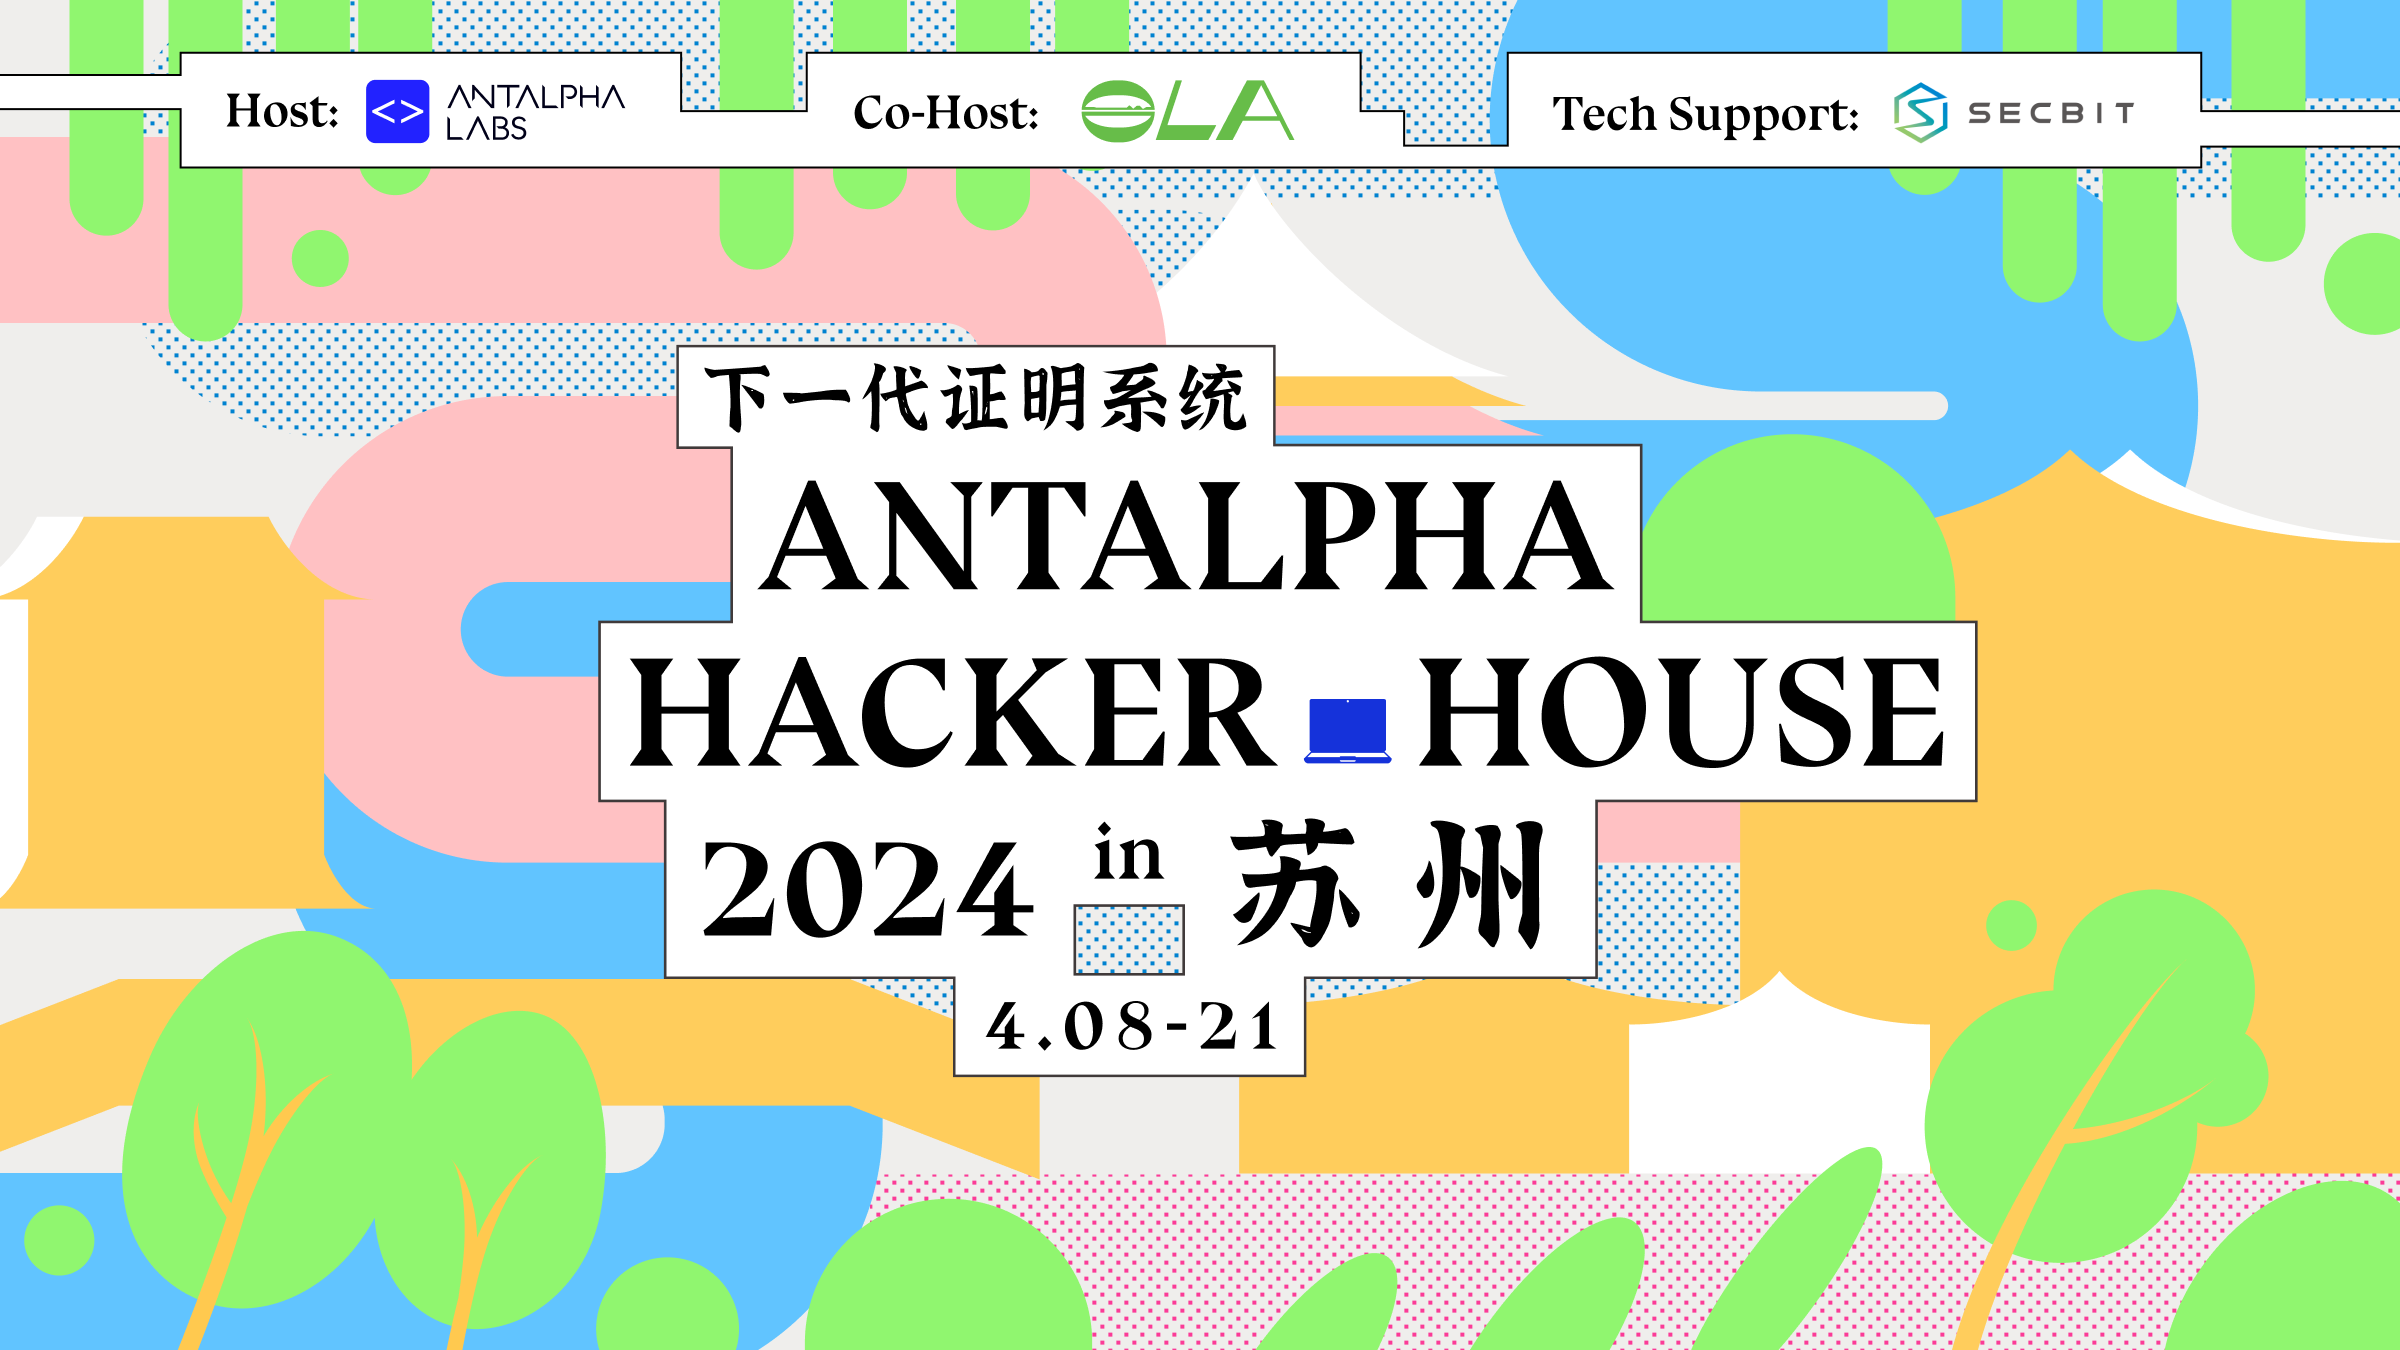 Host: <> ANTALPHA LABS Co-Host: OLA Tech Support: SECBIT
下一代证明系统
ANTALPHA
HACKER HOUSE
2024 in 苏州
4.08-21